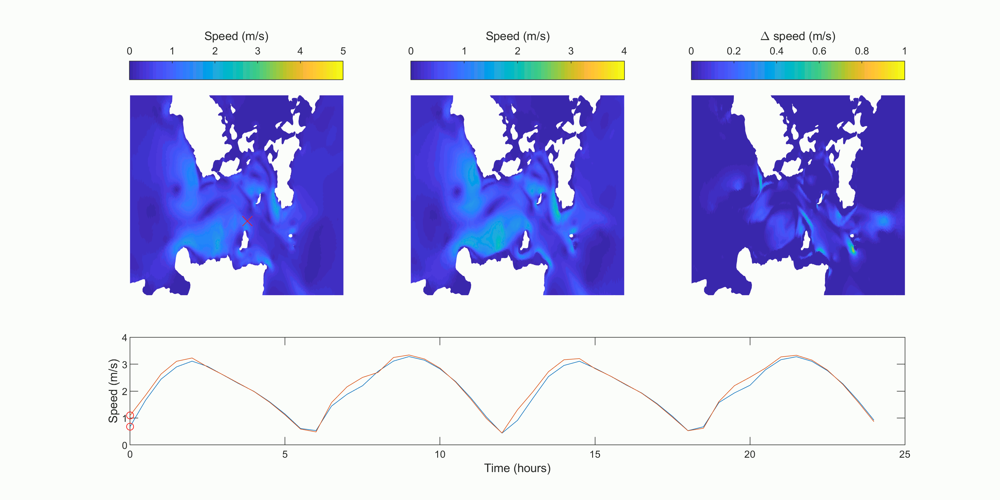 Speed (m/s)
0 1 2 3 4 5
Speed (m/s)
0 1 2 3 4
Δ speed (m/s)
0 0.2 0.4 0.6 0.8 1
Speed (m/s)
4
3
2
1
0
0 5 10 15 20 25
Time (hours)